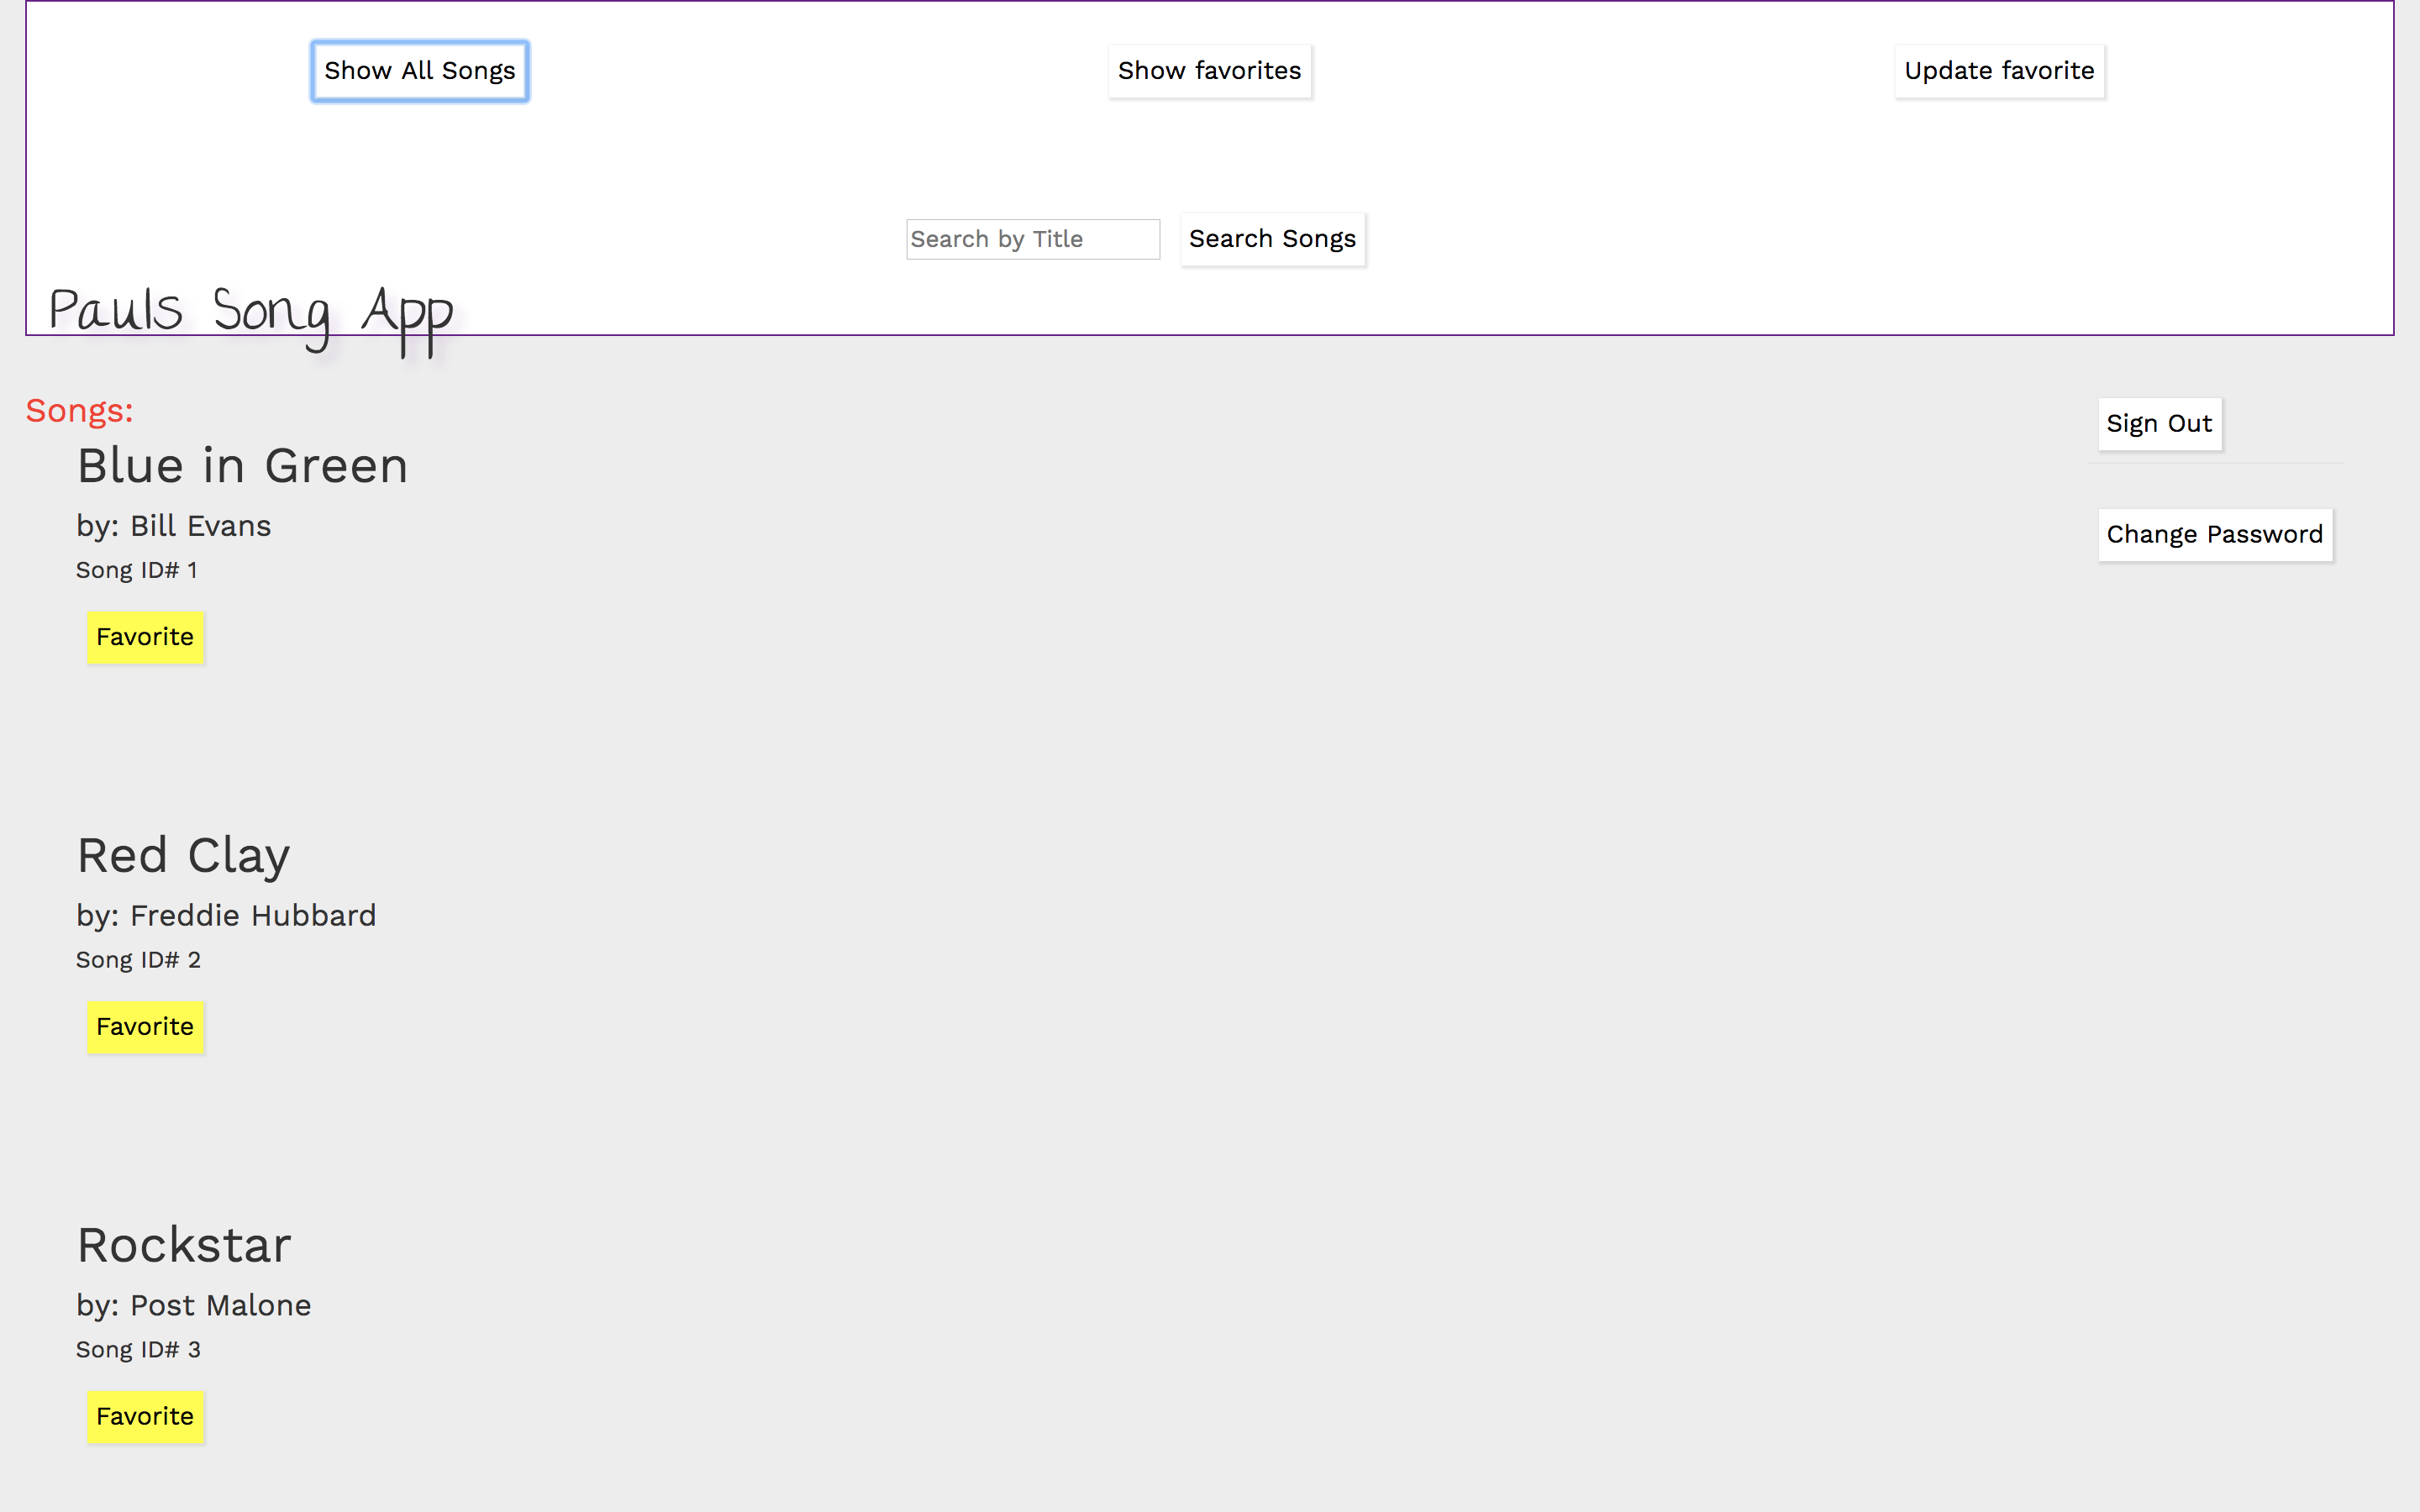 Show All Songs Show favorites Update favorite
Search by Title Search Songs
Pauls Song App
Songs:
Sign Out
Blue in Green
by: Bill Evans
Change Password
Song ID# 1
Favorite
Red Clay
by: Freddie Hubbard
Song ID# 2
Favorite
Rockstar
by: Post Malone
Song ID# 3
Favorite